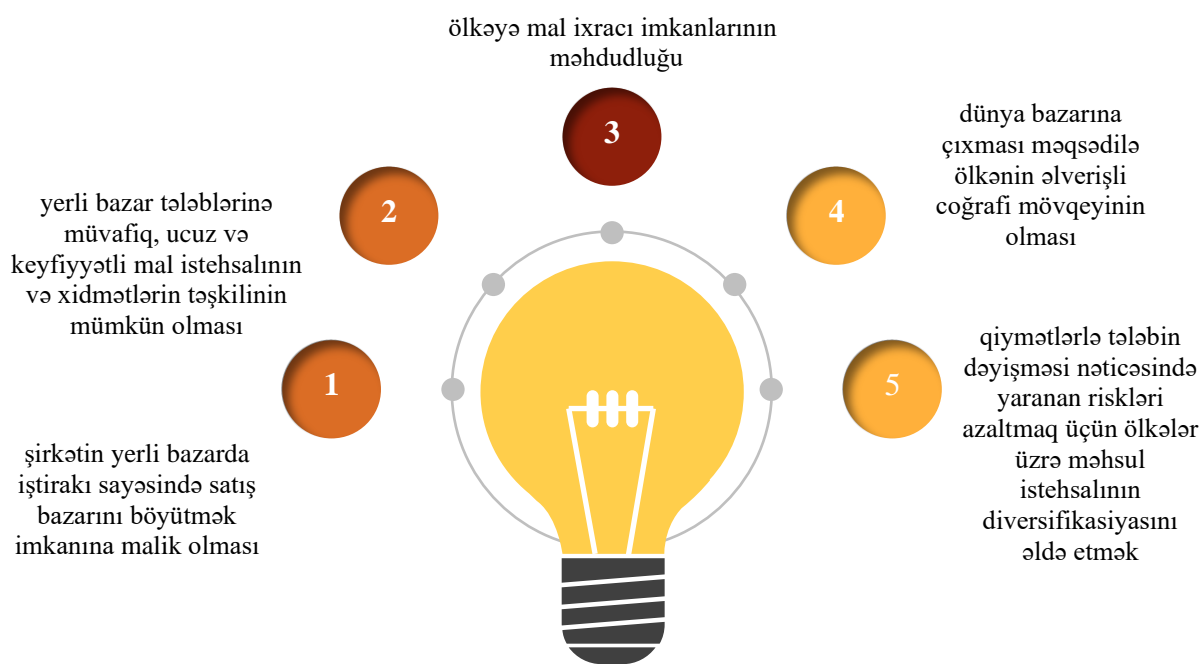 ölkəyə mal ixracı imkanlarının
məhdudluğu
3
dünya bazarına
çıxması məqsədilə
ölkənin əlverişli
coğrafi mövqeyinin
olması
4
yerli bazar tələblərinə
müvafiq, ucuz və
keyfiyyətli mal istehsalının
və xidmətlərin təşkilinin
mümkün olması
2
qiymətlərlə tələbin
dəyişməsi nəticəsində
yaranan riskləri
azaltmaq üçün ölkələr
üzrə məhsul
istehsalının
diversifikasiyasını
əldə etmək
5
1
şirkətin yerli bazarda
iştirakı sayəsində satış
bazarını böyütmək
imkanına malik olması